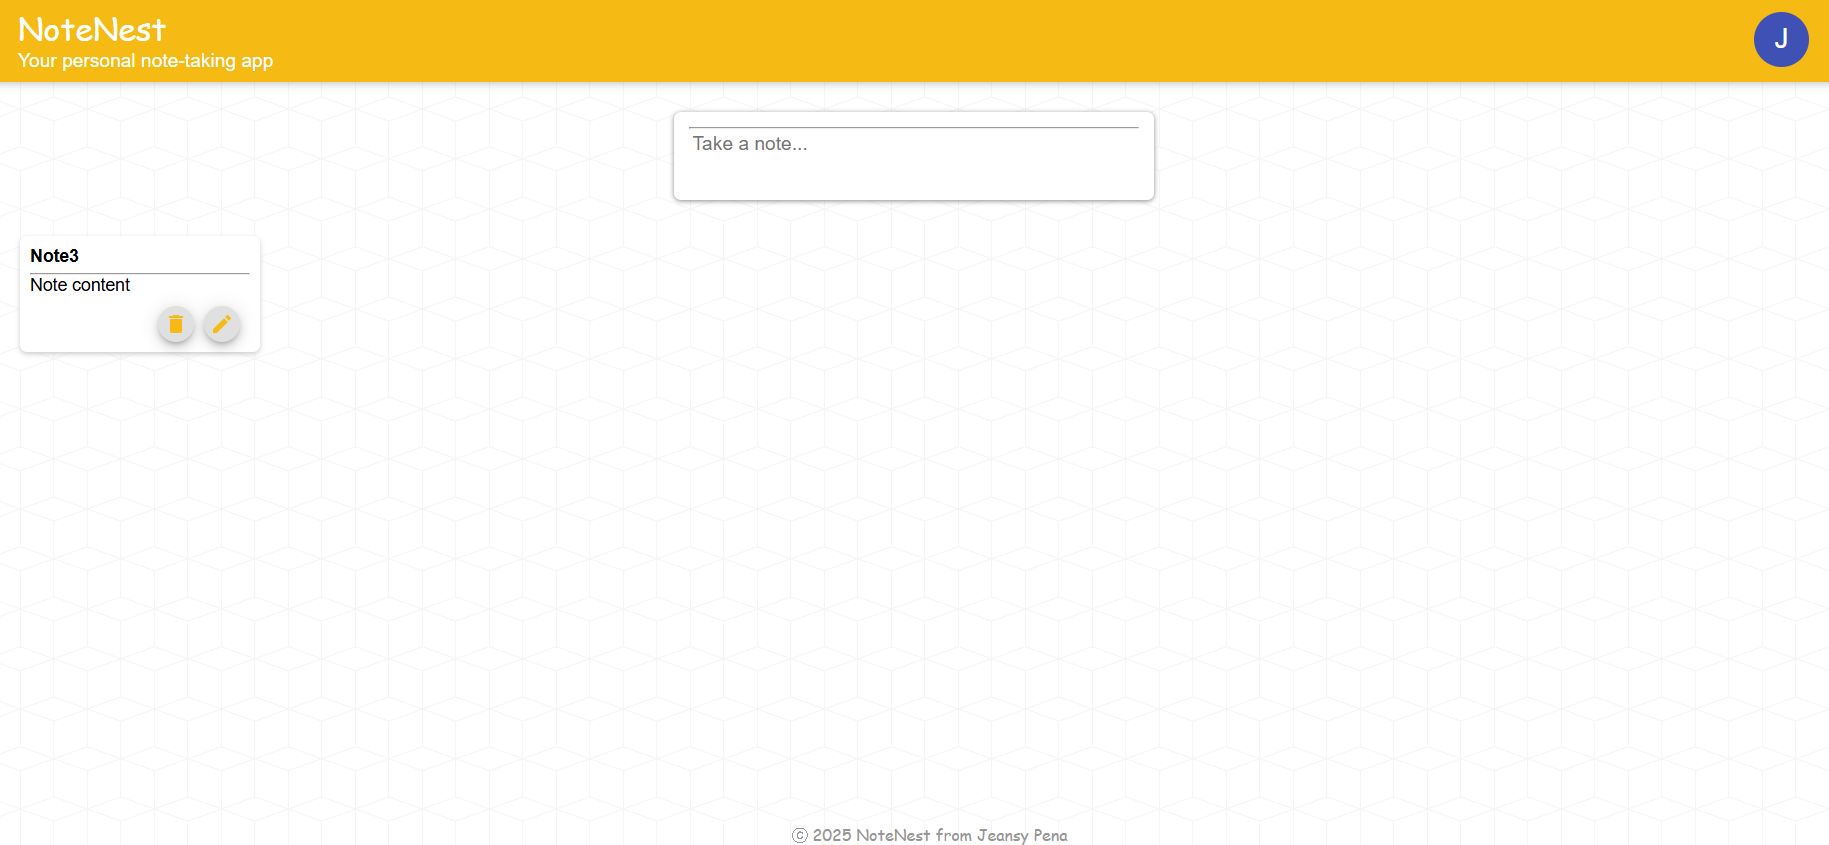 NoteNest
Your personal note-taking app
J
Take a note...
Note3
Note content
© 2025 NoteNest from Jeansy Pena